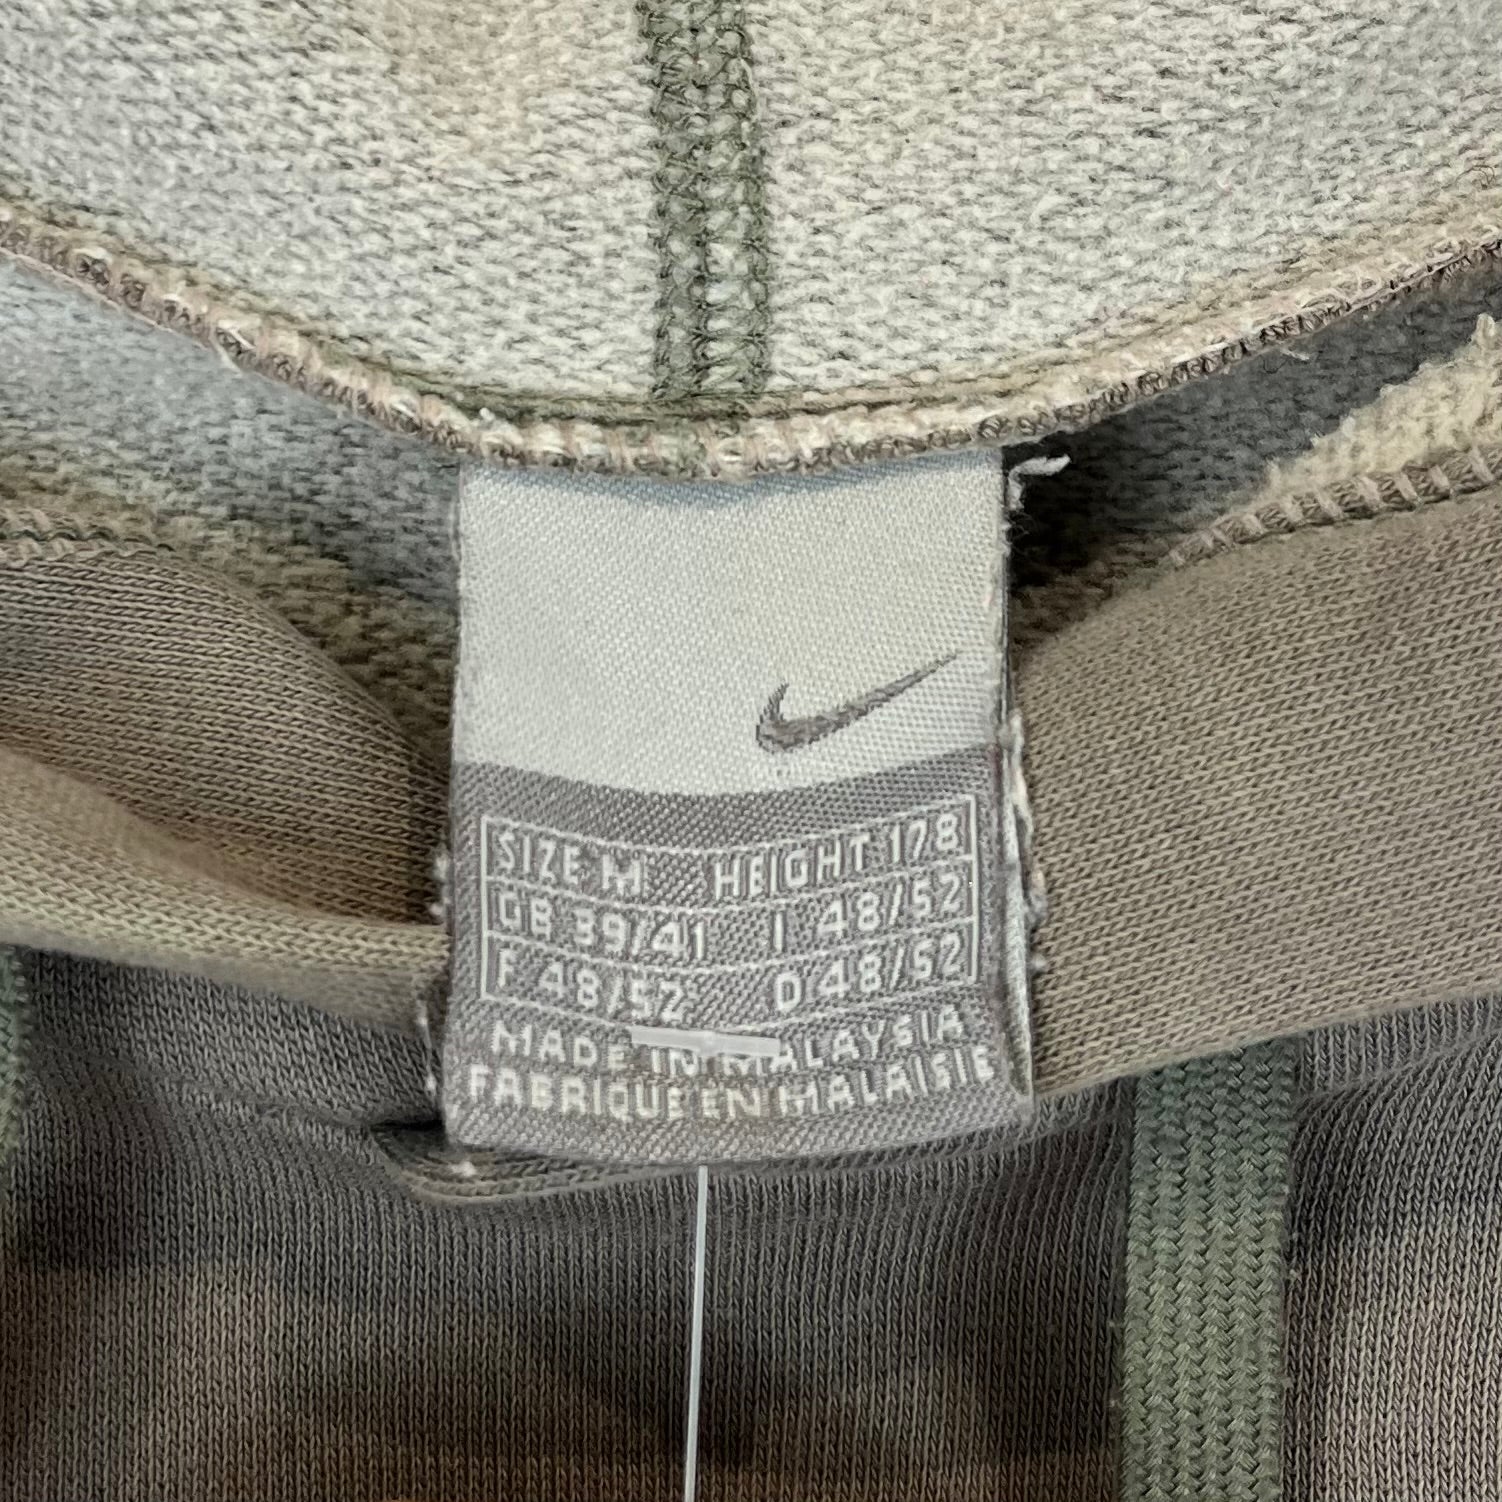 SIZE M HEIGHT 178
GB 39/41 I 48/52
F 48/52 D 48/52
MADE IN MALAYSIA
FABRIQUE EN MALAISIE